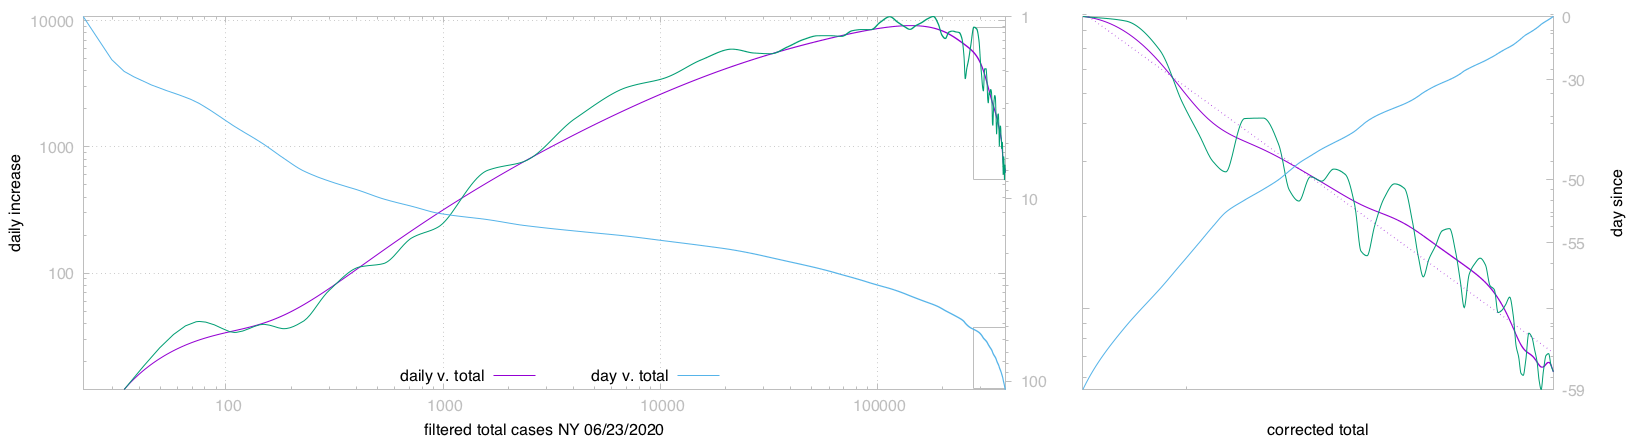 10000
1000
100
daily increase
daily v. total
day v. total
100
1000
10000
100000
filtered total cases NY 06/23/2020
1
10
100
0
-30
-50
-55
-59
day since
corrected total